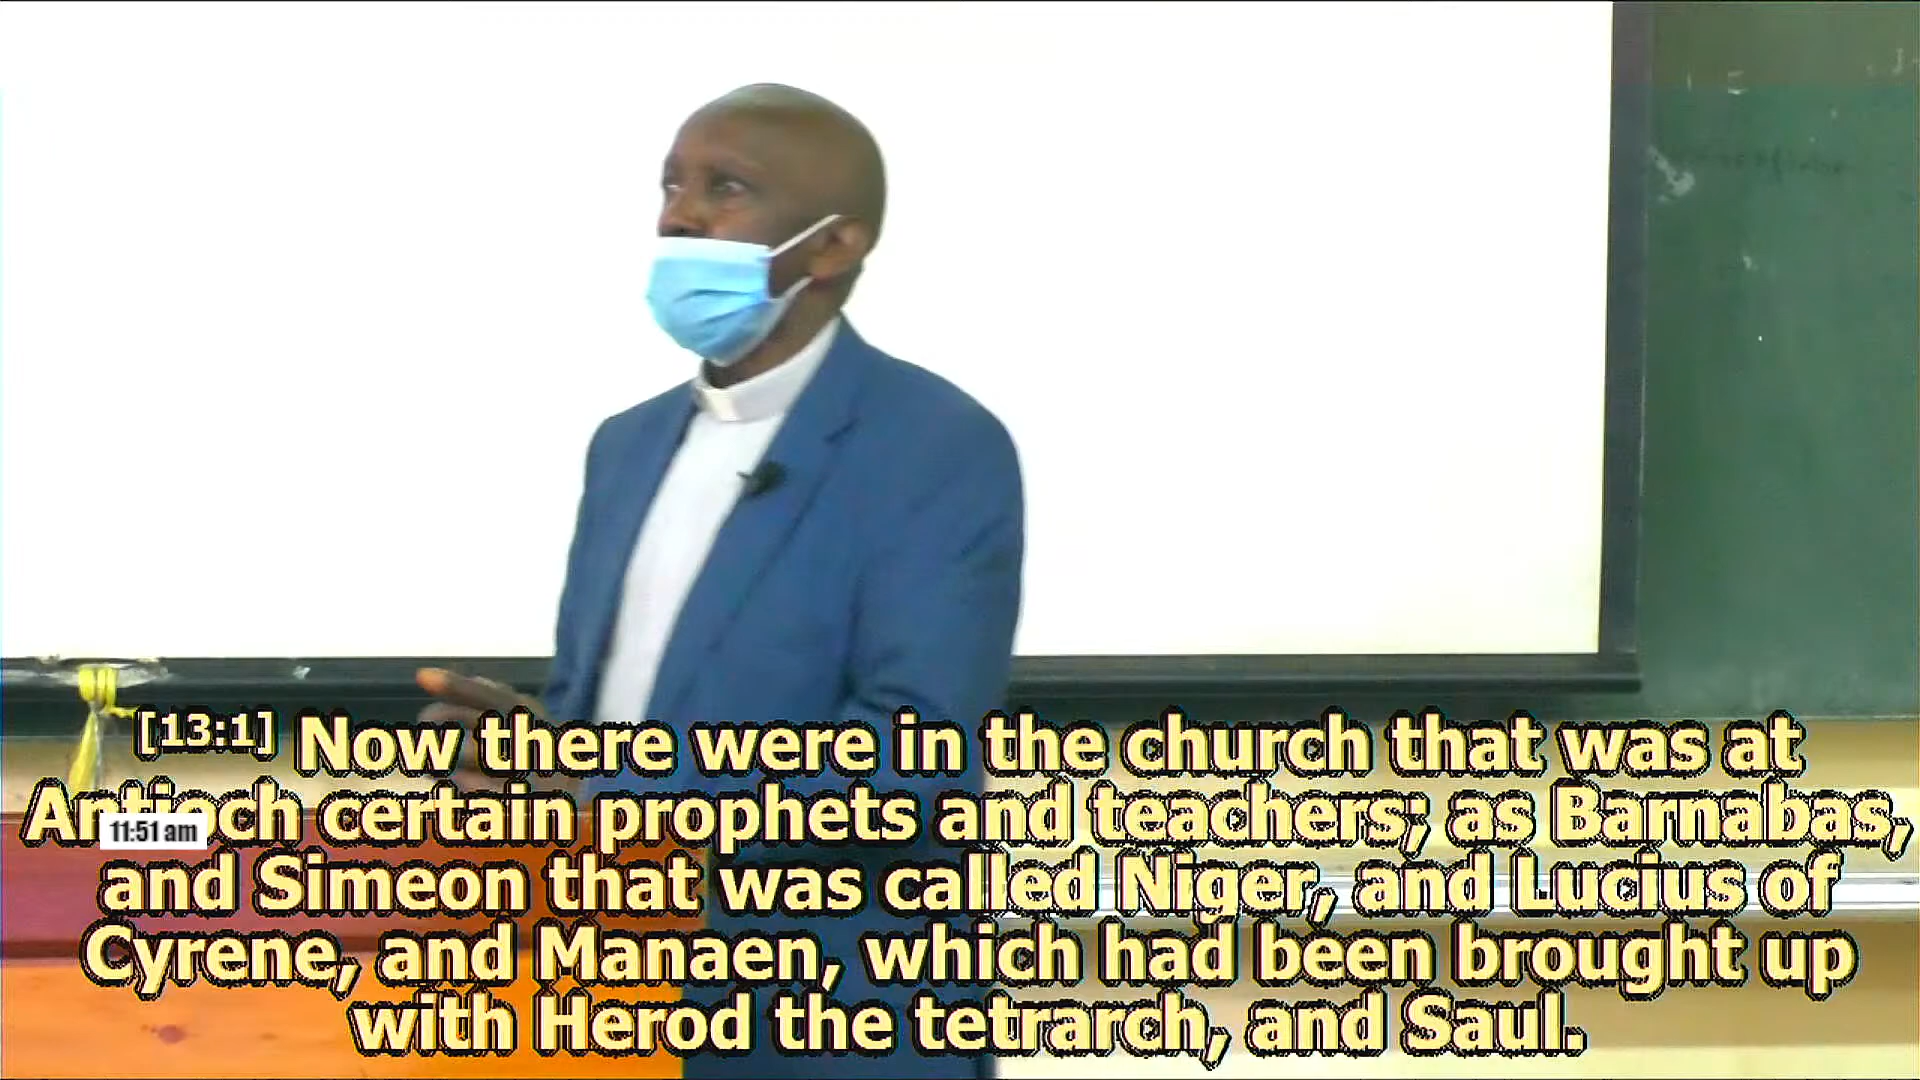 [13:1] Now there were in the church that was at
Antioch certain prophets and teachers; as Barnabas,
11:51 am
and Simeon that was called Niger, and Lucius of
Cyrene, and Manaen, which had been brought up
with Herod the tetrarch, and Saul.